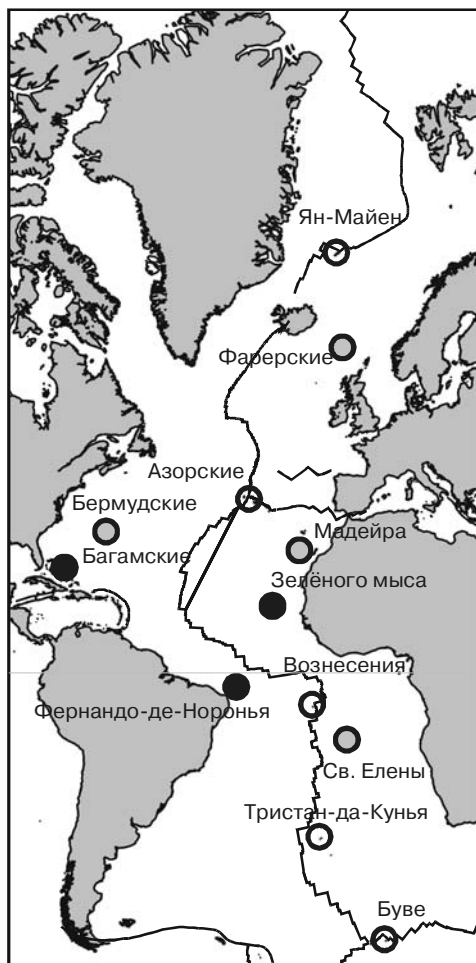 Ян-Майен
Фарерские
Азорские
Бермудские
Мадейра
Багамские
Зелёного мыса
Вознесения
Фернандо-де-Норонья
Св. Елены
Тристан-да-Кунья
Буве